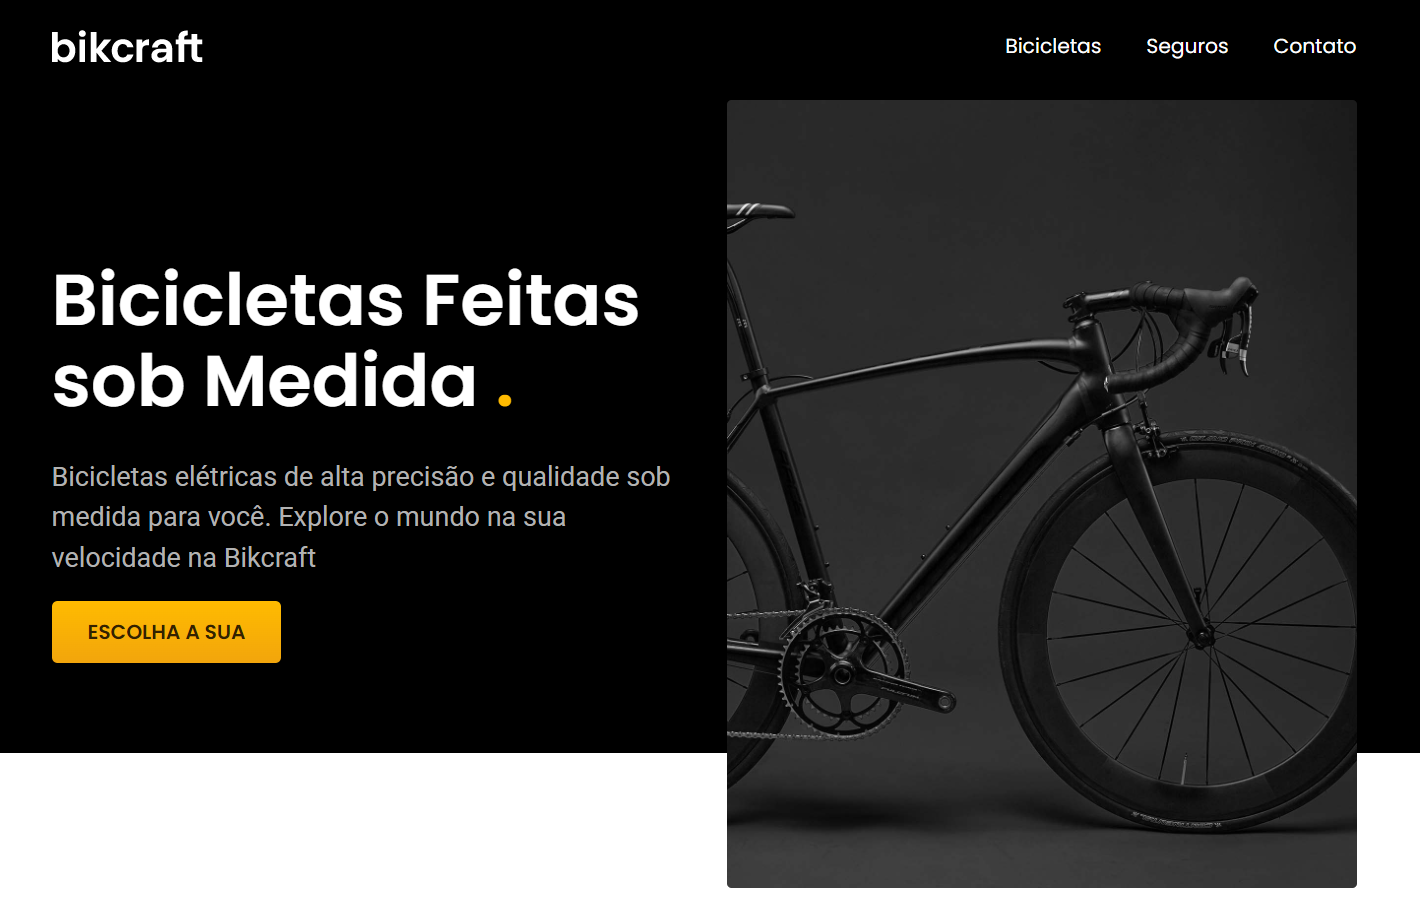 bikcraft
Bicicletas Seguros Contato
Bicicletas Feitas
sob Medida .
Bicicletas elétricas de alta precisão e qualidade sob
medida para você. Explore o mundo na sua
velocidade na Bikcraft
ESCOLHA A SUA